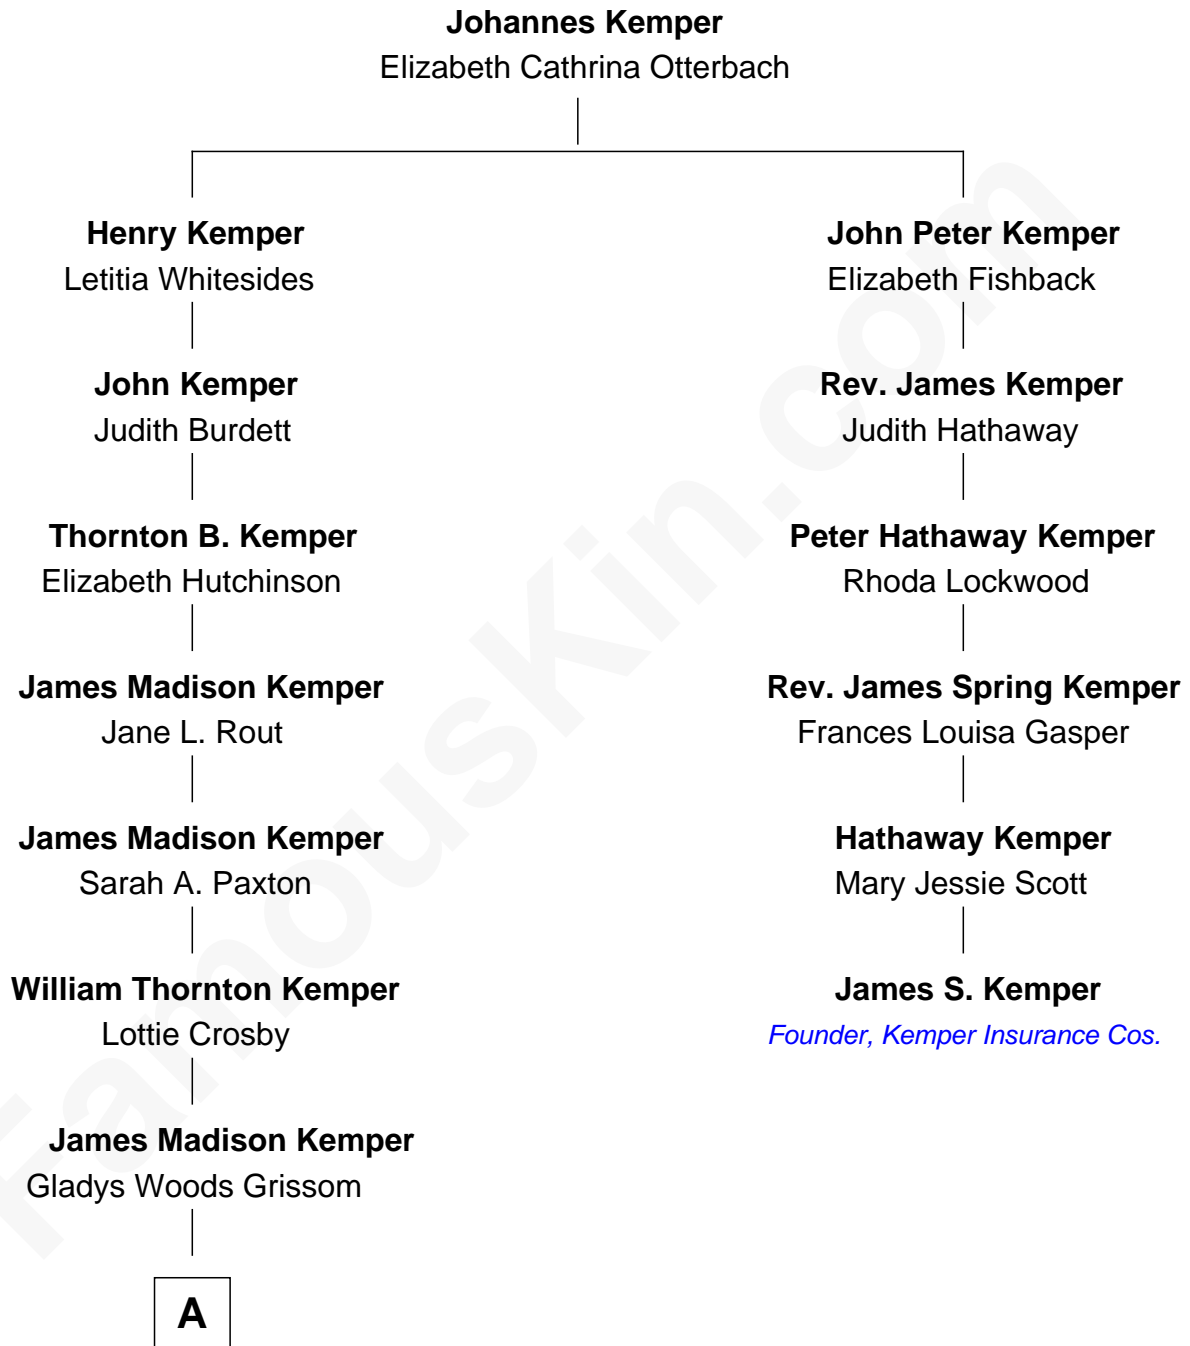 Johannes Kemper
Elizabeth Cathrina Otterbach
Henry Kemper
Letitia Whitesides
John Kemper
Judith Burdett
Thornton B. Kemper
Elizabeth Hutchinson
James Madison Kemper
Jane L. Rout
James Madison Kemper
Sarah A. Paxton
William Thornton Kemper
Lottie Crosby
James Madison Kemper
Gladys Woods Grissom
A
John Peter Kemper
Elizabeth Fishback
Rev. James Kemper
Judith Hathaway
Peter Hathaway Kemper
Rhoda Lockwood
Rev. James Spring Kemper
Frances Louisa Gasper
Hathaway Kemper
Mary Jessie Scott
James S. Kemper
Founder, Kemper Insurance Cos.
FamousKin.com